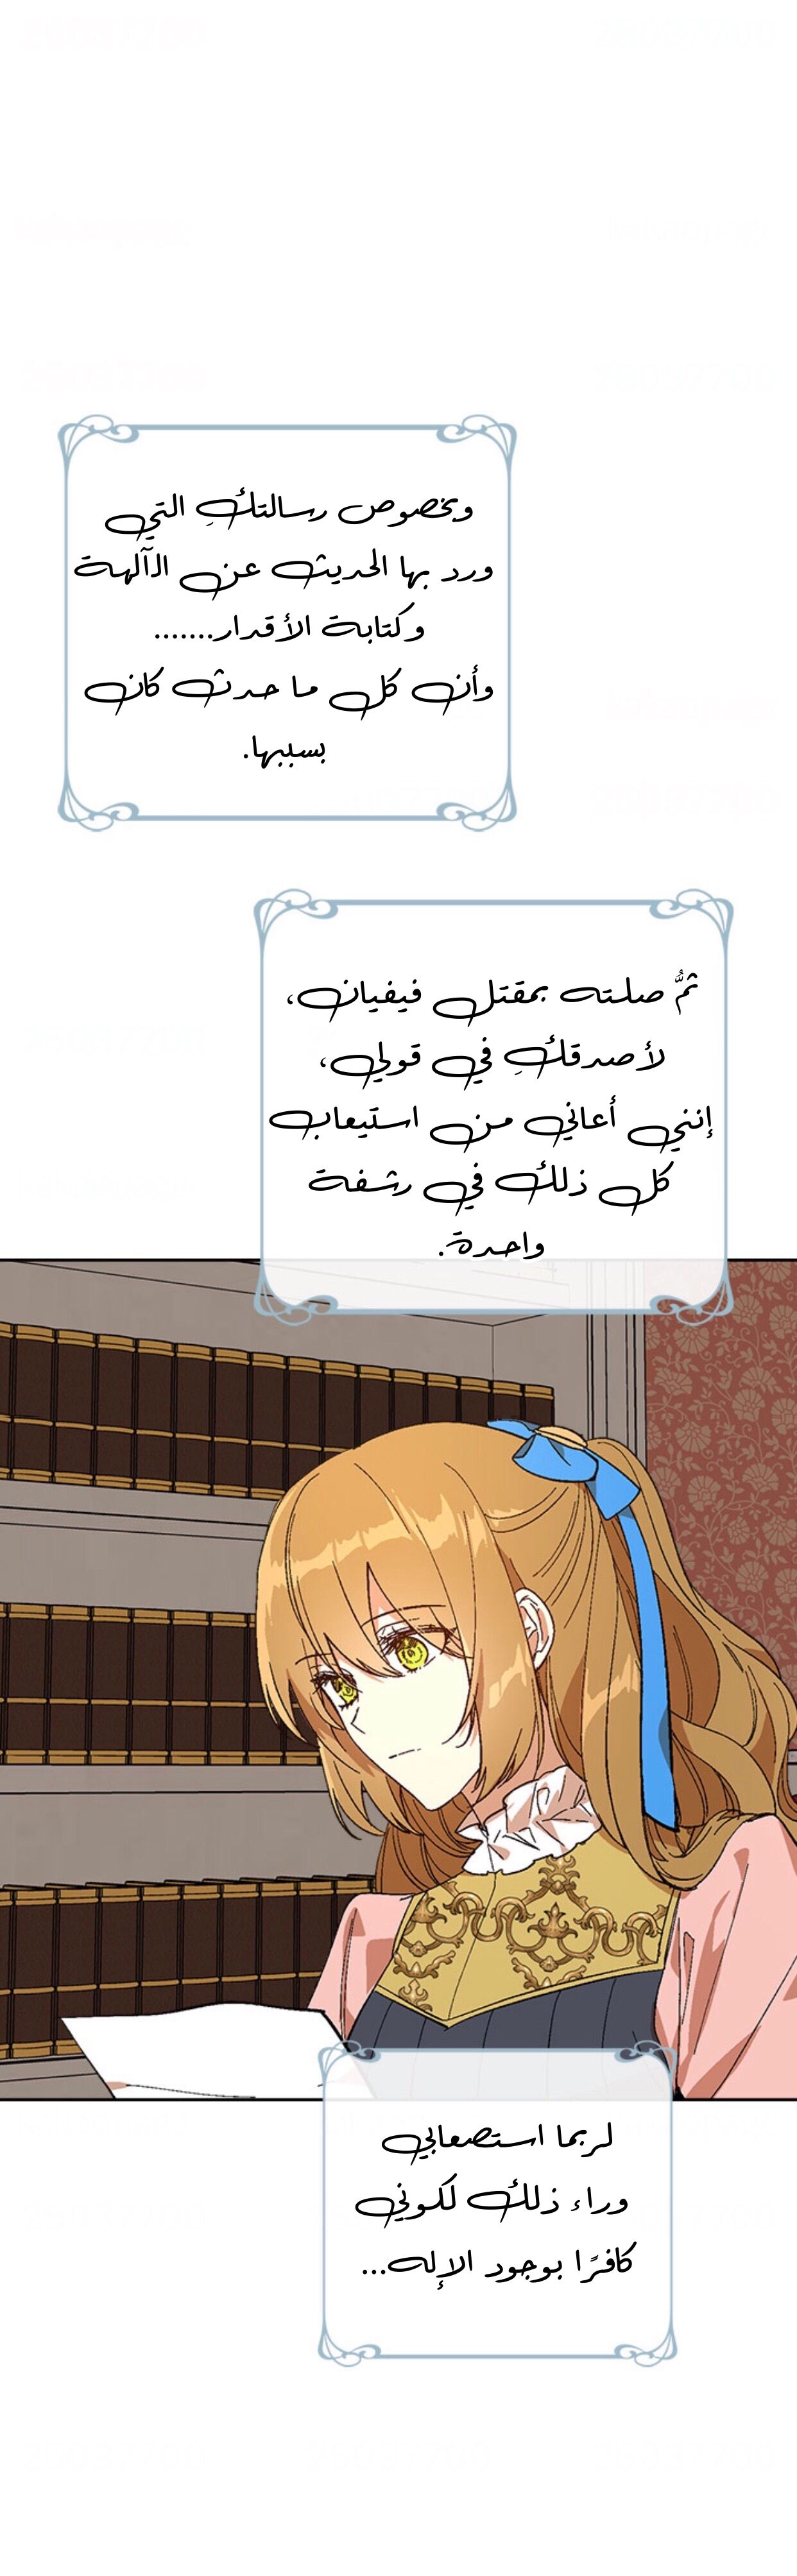 وبخصوص رسالتكِ التي
ورد بها الحديث عن الآلهة
وكتابة الأقدار.......
وأن كل ما حدث كان
بسببها.
ثمُّ صلته بمقتل فيفيان،
لأصدقكِ في قولي،
إنني أعاني من استيعاب
كل ذلك في رشفة
واحدة.
لربما استصعابي
وراء ذلك لكوني
كافرًا بوجود الإله...